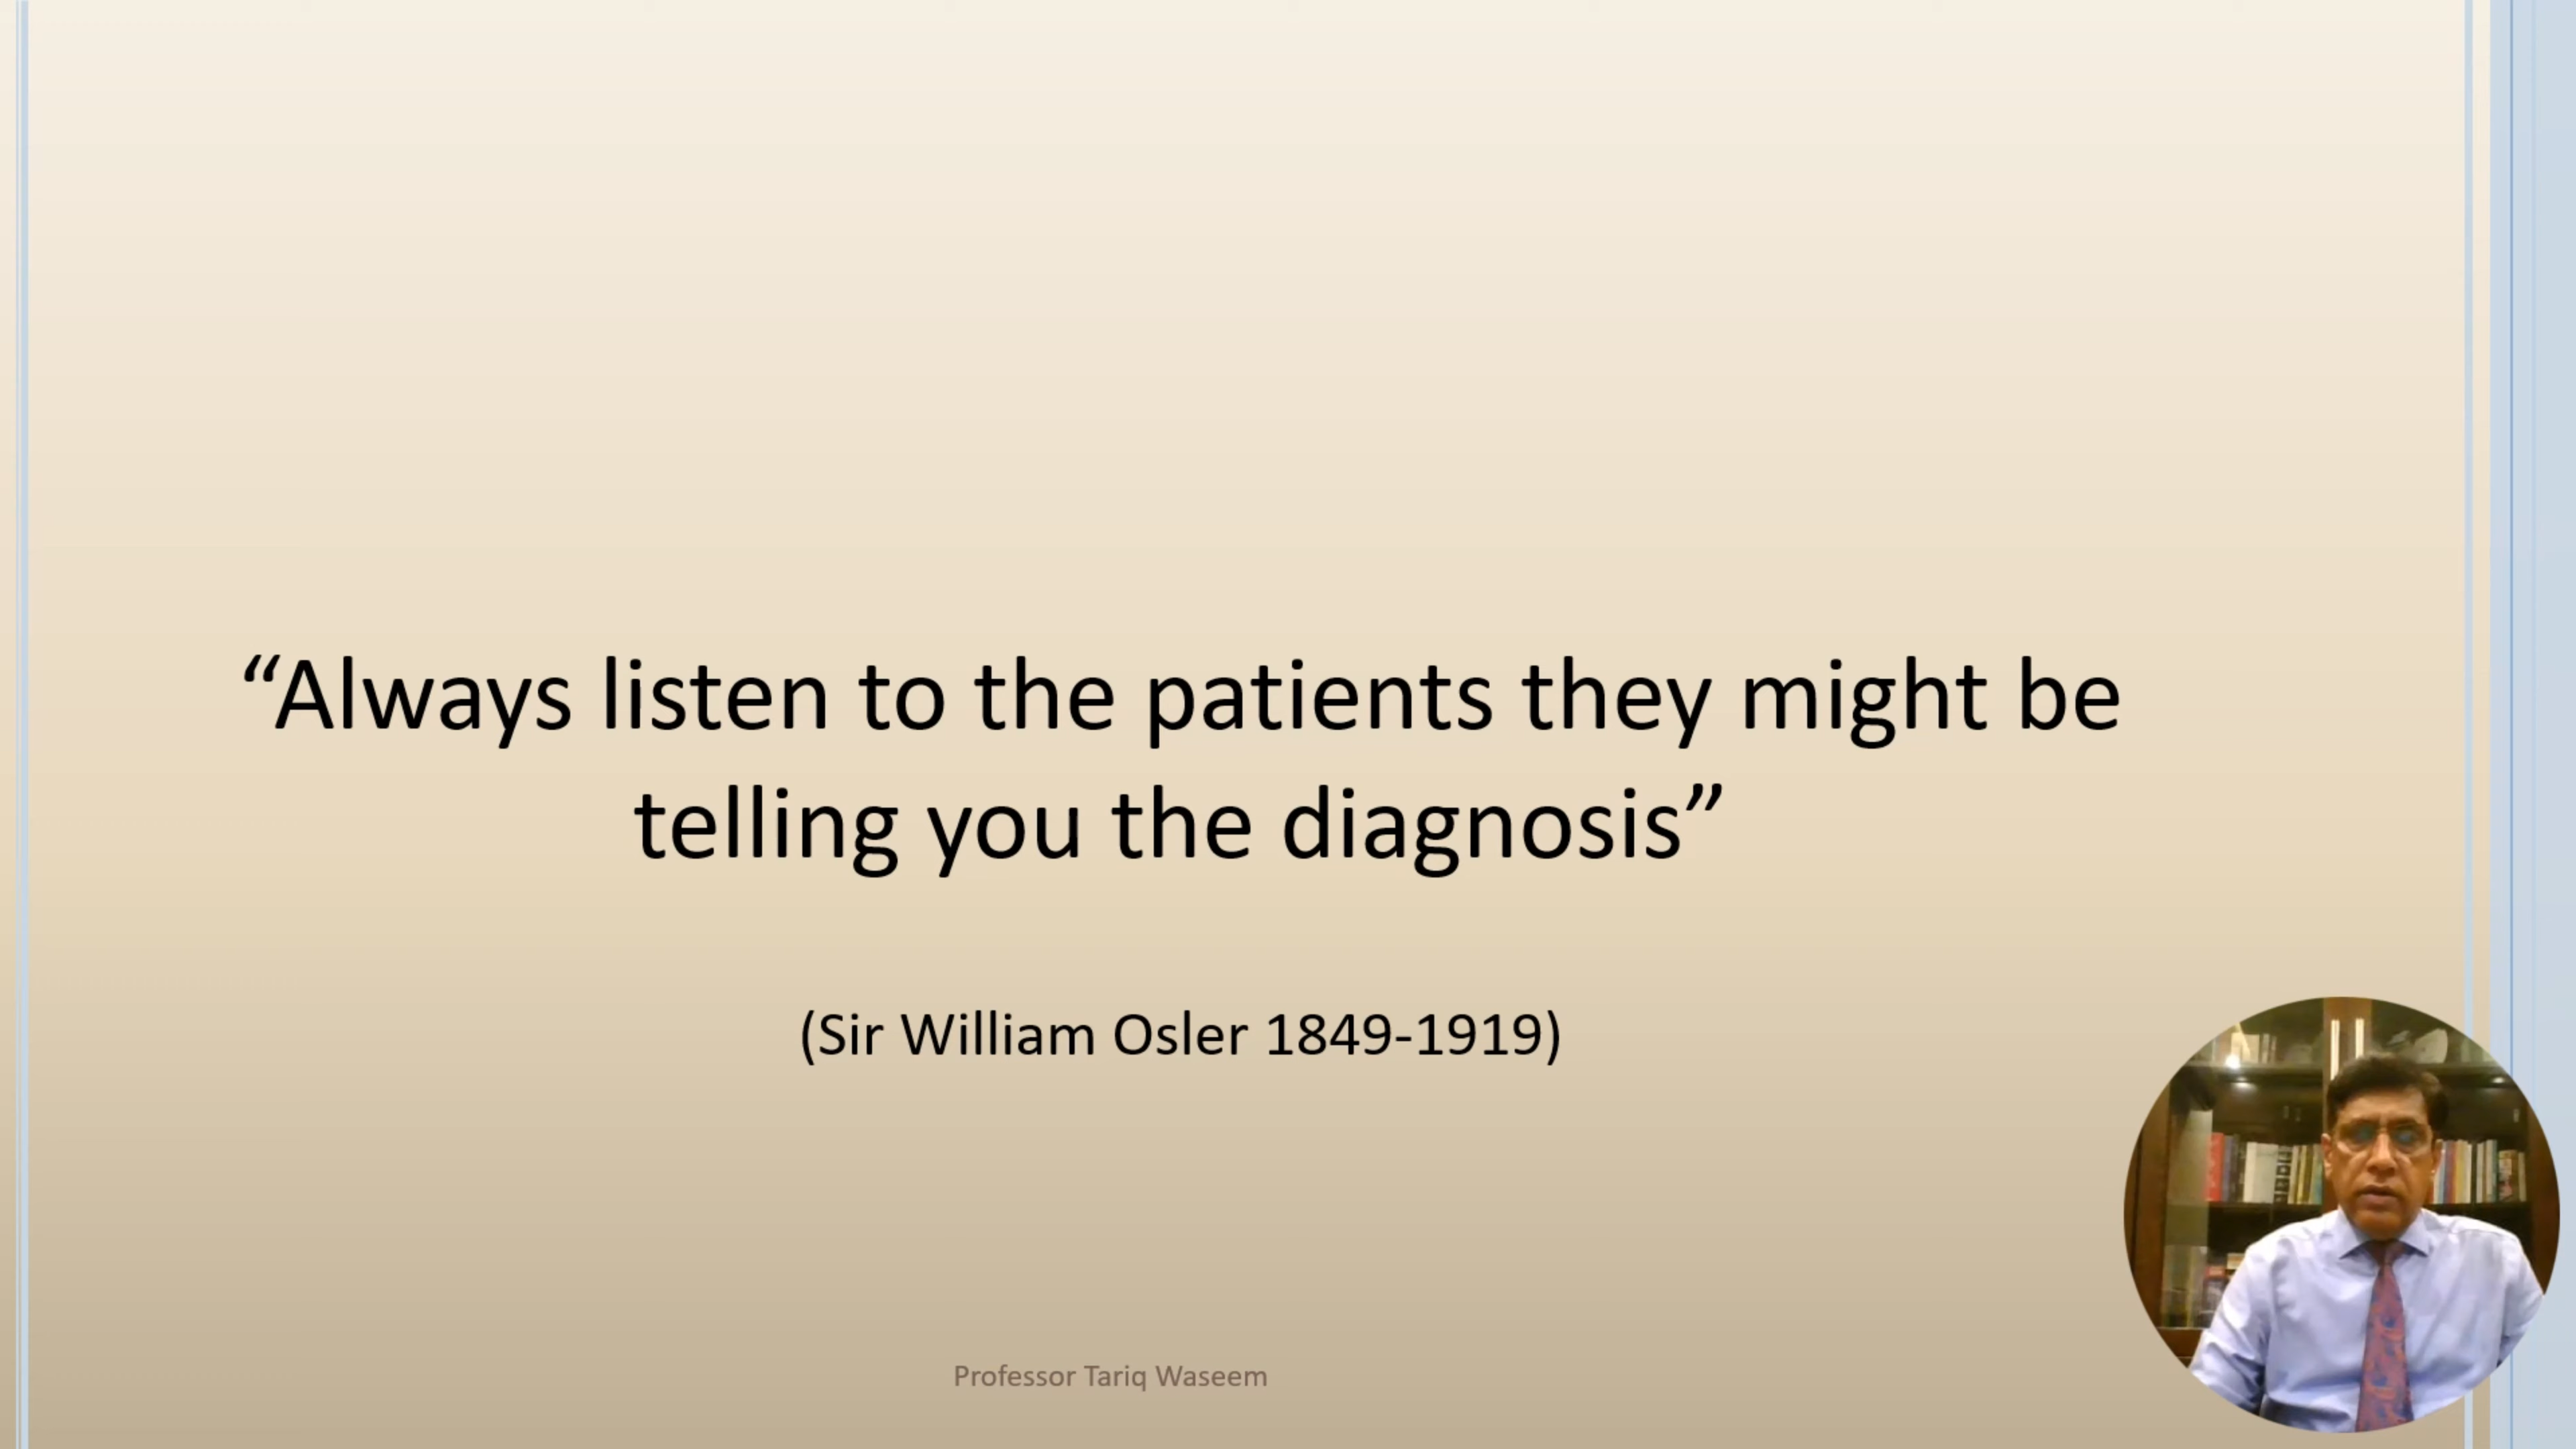 “Always listen to the patients they might be
telling you the diagnosis”
(Sir William Osler 1849-1919)
Professor Tariq Waseem